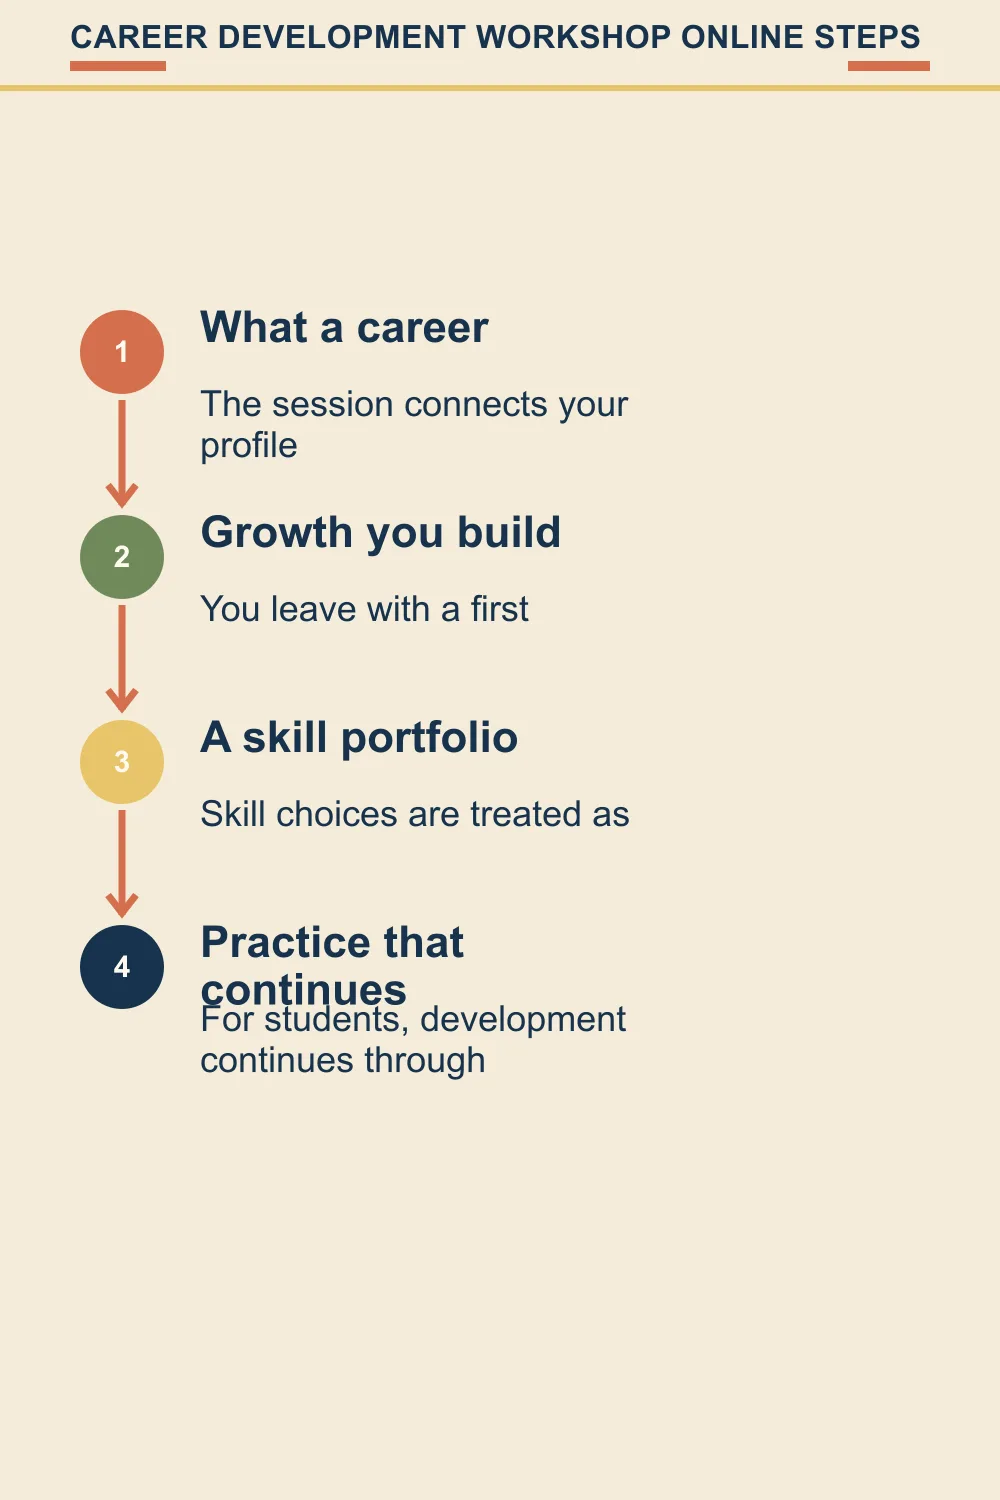 CAREER DEVELOPMENT WORKSHOP ONLINE STEPS
1
What a career
The session connects your
profile
2
Growth you build
You leave with a first
3
A skill portfolio
Skill choices are treated as
4
Practice that
continues
For students, development
continues through